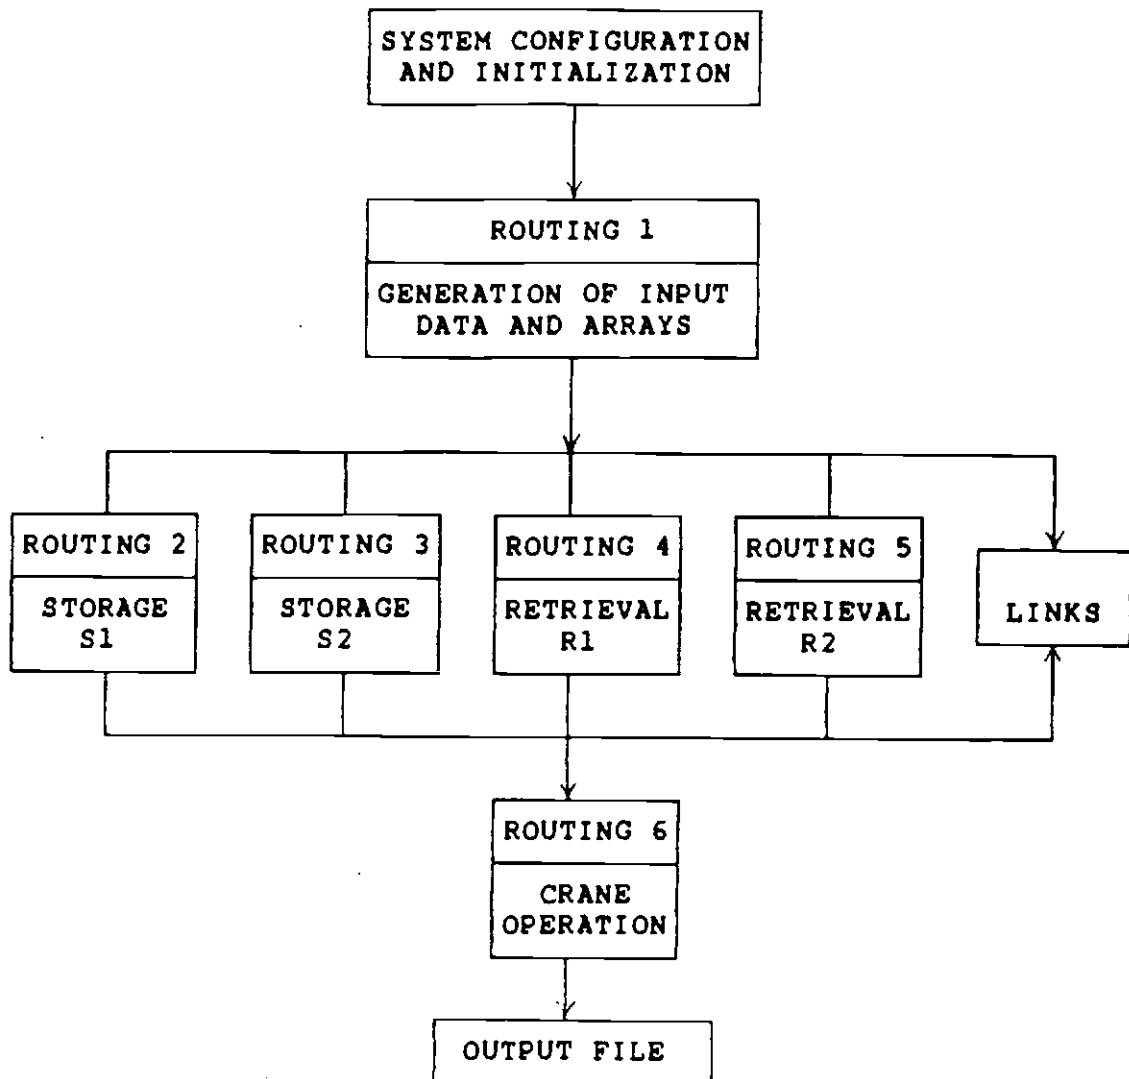 SYSTEM CONFIGURATION
AND INITIALIZATION
ROUTING 1
GENERATION OF INPUT
DATA AND ARRAYS
ROUTING 2
STORAGE
S1
ROUTING 3
STORAGE
S2
ROUTING 4
RETRIEVAL
R1
ROUTING 5
RETRIEVAL
R2
LINKS
ROUTING 6
CRANE
OPERATION
OUTPUT FILE